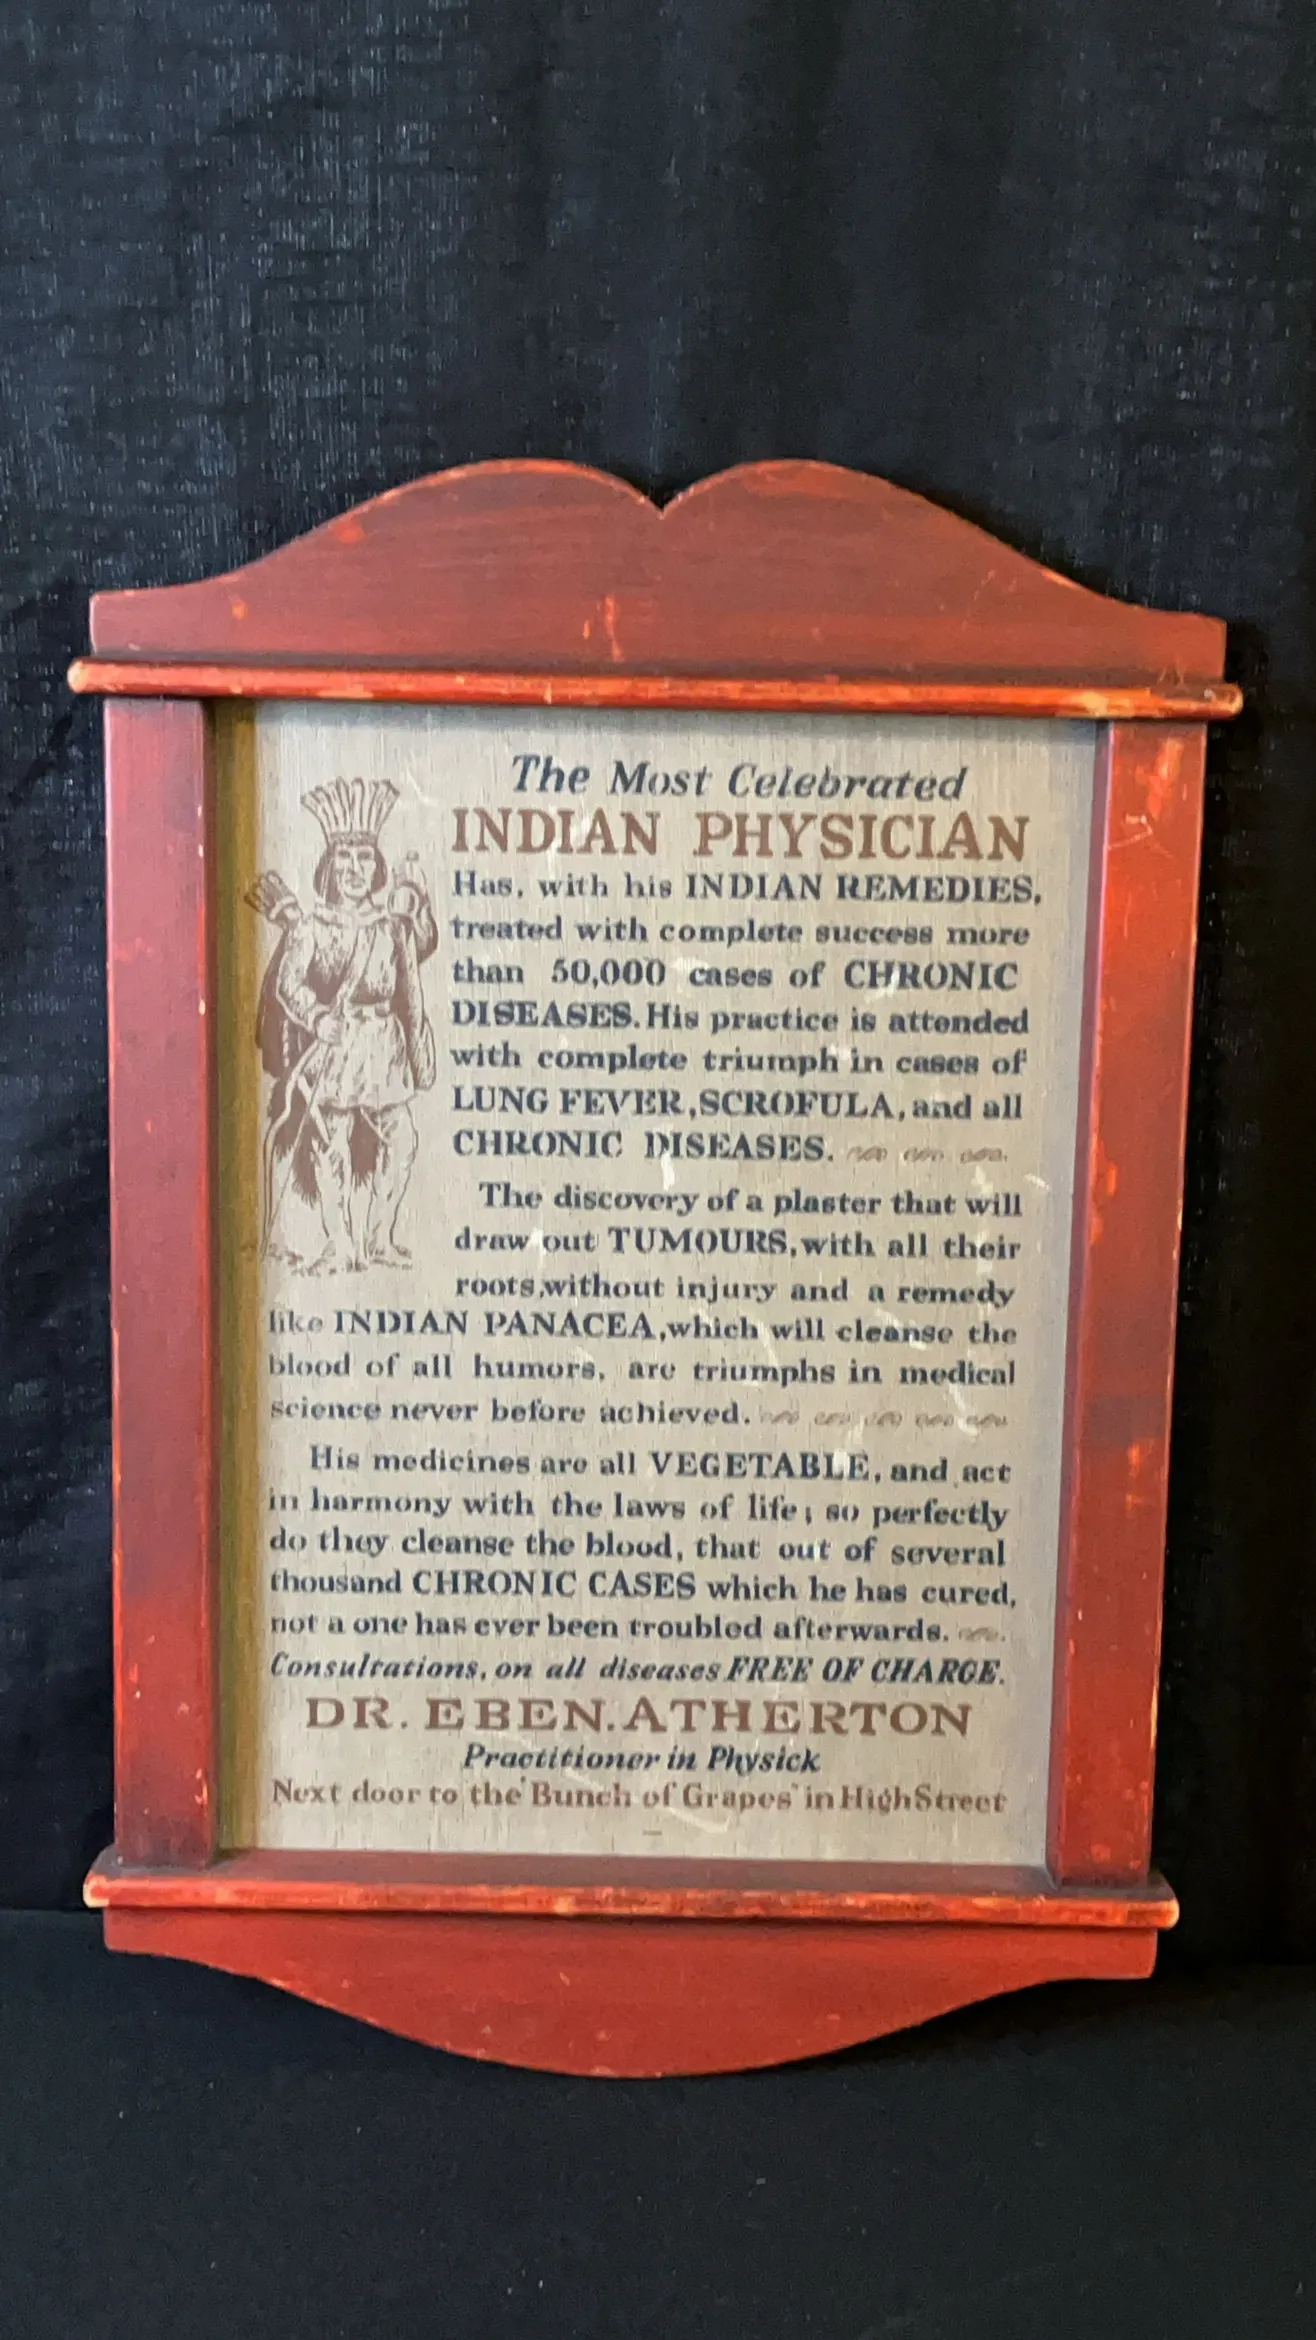 The Most Celebrated
INDIAN PHYSICIAN
Has, with his INDIAN REMEDIES,
treated with complete success more
than 50,000 cases of CHRONIC
DISEASES. His practice is attended
with complete triumph in cases of
LUNG FEVER, SCROFULA, and all
CHRONIC DISEASES.
The discovery of a plaster that will
draw out TUMOURS, with all their
roots, without injury and a remedy
like INDIAN PANACEA, which will cleanse the
blood of all humors, are triumphs in medical
science never before achieved.
His medicines are all VEGETABLE, and act
in harmony with the laws of life; so perfectly
do they cleanse the blood, that out of several
thousand CHRONIC CASES which he has cured,
not a one has ever been troubled afterwards.
Consultations, on all diseases FREE OF CHARGE.
DR. EBEN. ATHERTON
Practitioner in Physick
Next door to the "Bunch of Grapes" in High Street